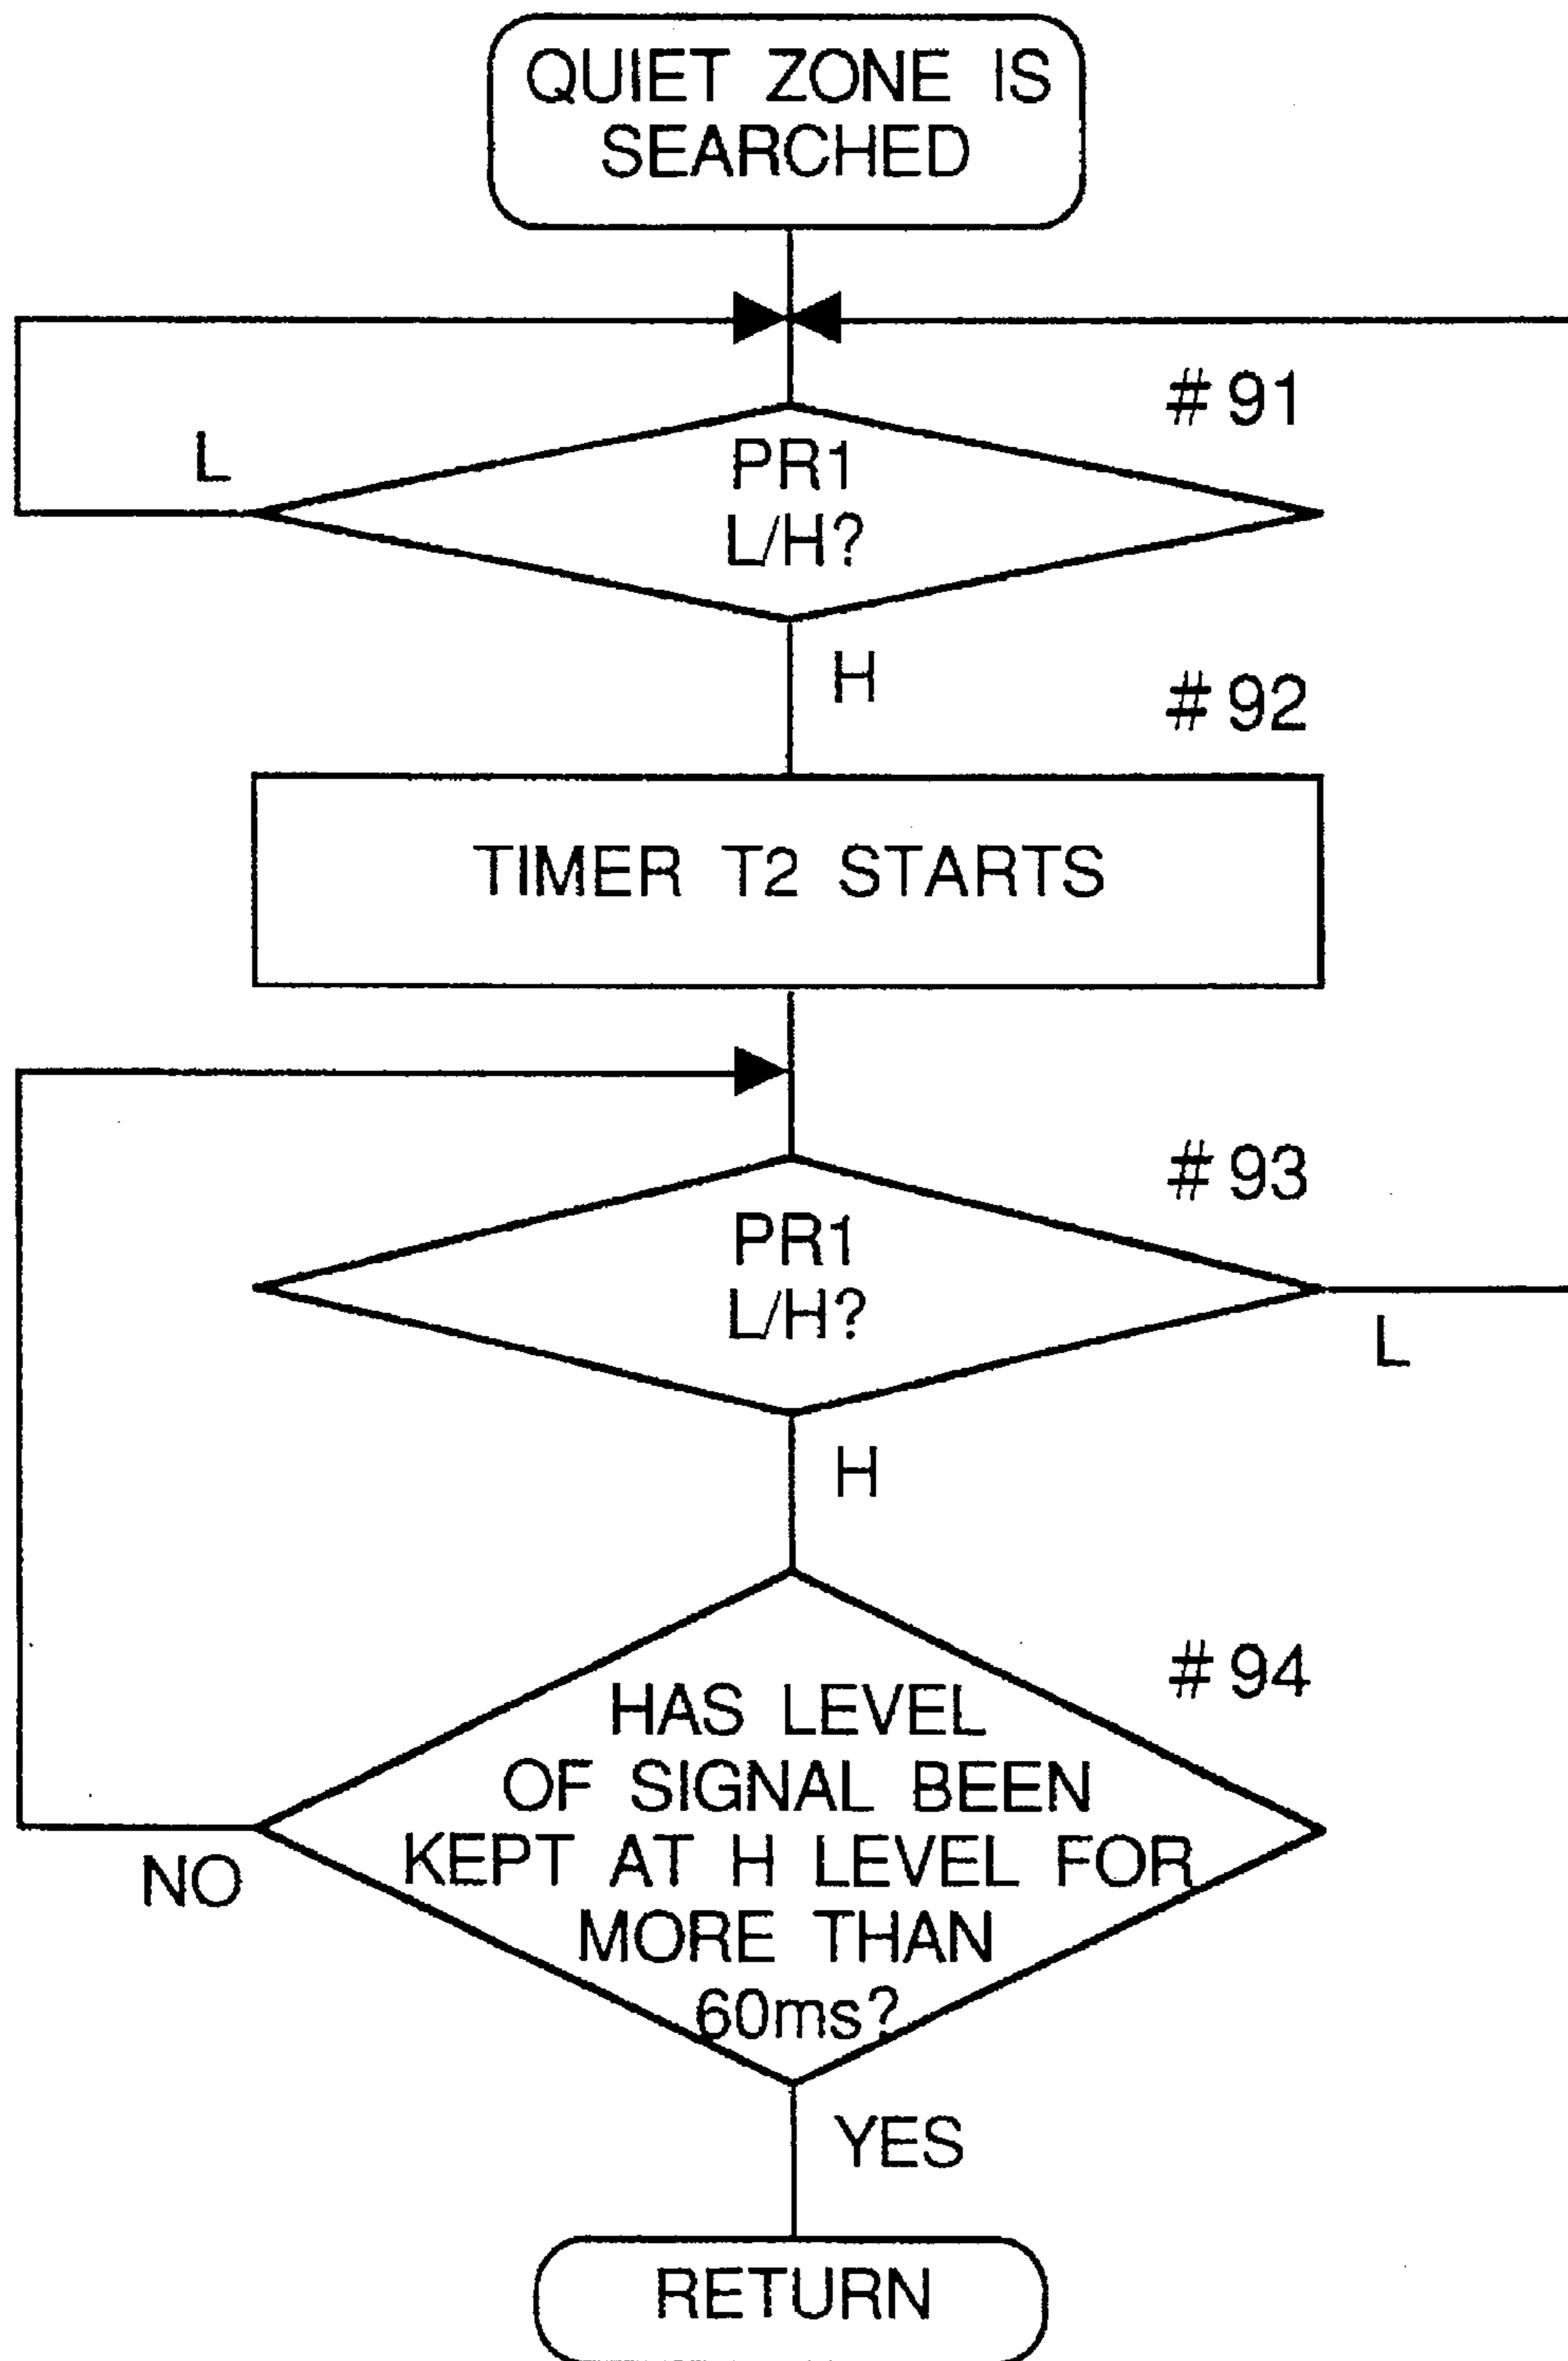 QUIET ZONE IS
SEARCHED
#91
L
PR1
L/H?
H
#92
TIMER T2 STARTS
#93
PR1
L/H?
L
H
#94
HAS LEVEL
OF SIGNAL BEEN
KEPT AT H LEVEL FOR
MORE THAN
60ms?
NO
YES
RETURN